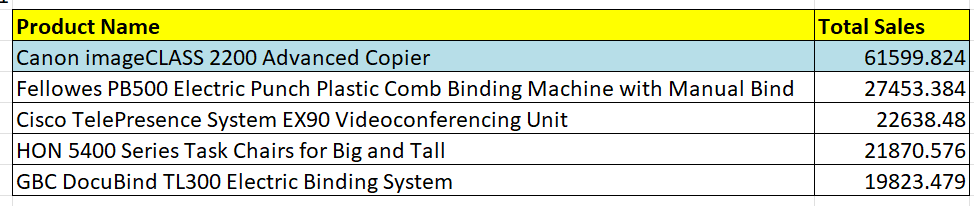 Product Name Total Sales
Canon imageCLASS 2200 Advanced Copier 61599.824
Fellowes PB500 Electric Punch Plastic Comb Binding Machine with Manual Bind 27453.384
Cisco TelePresence System EX90 Videoconferencing Unit 22638.48
HON 5400 Series Task Chairs for Big and Tall 21870.576
GBC DocuBind TL300 Electric Binding System 19823.479